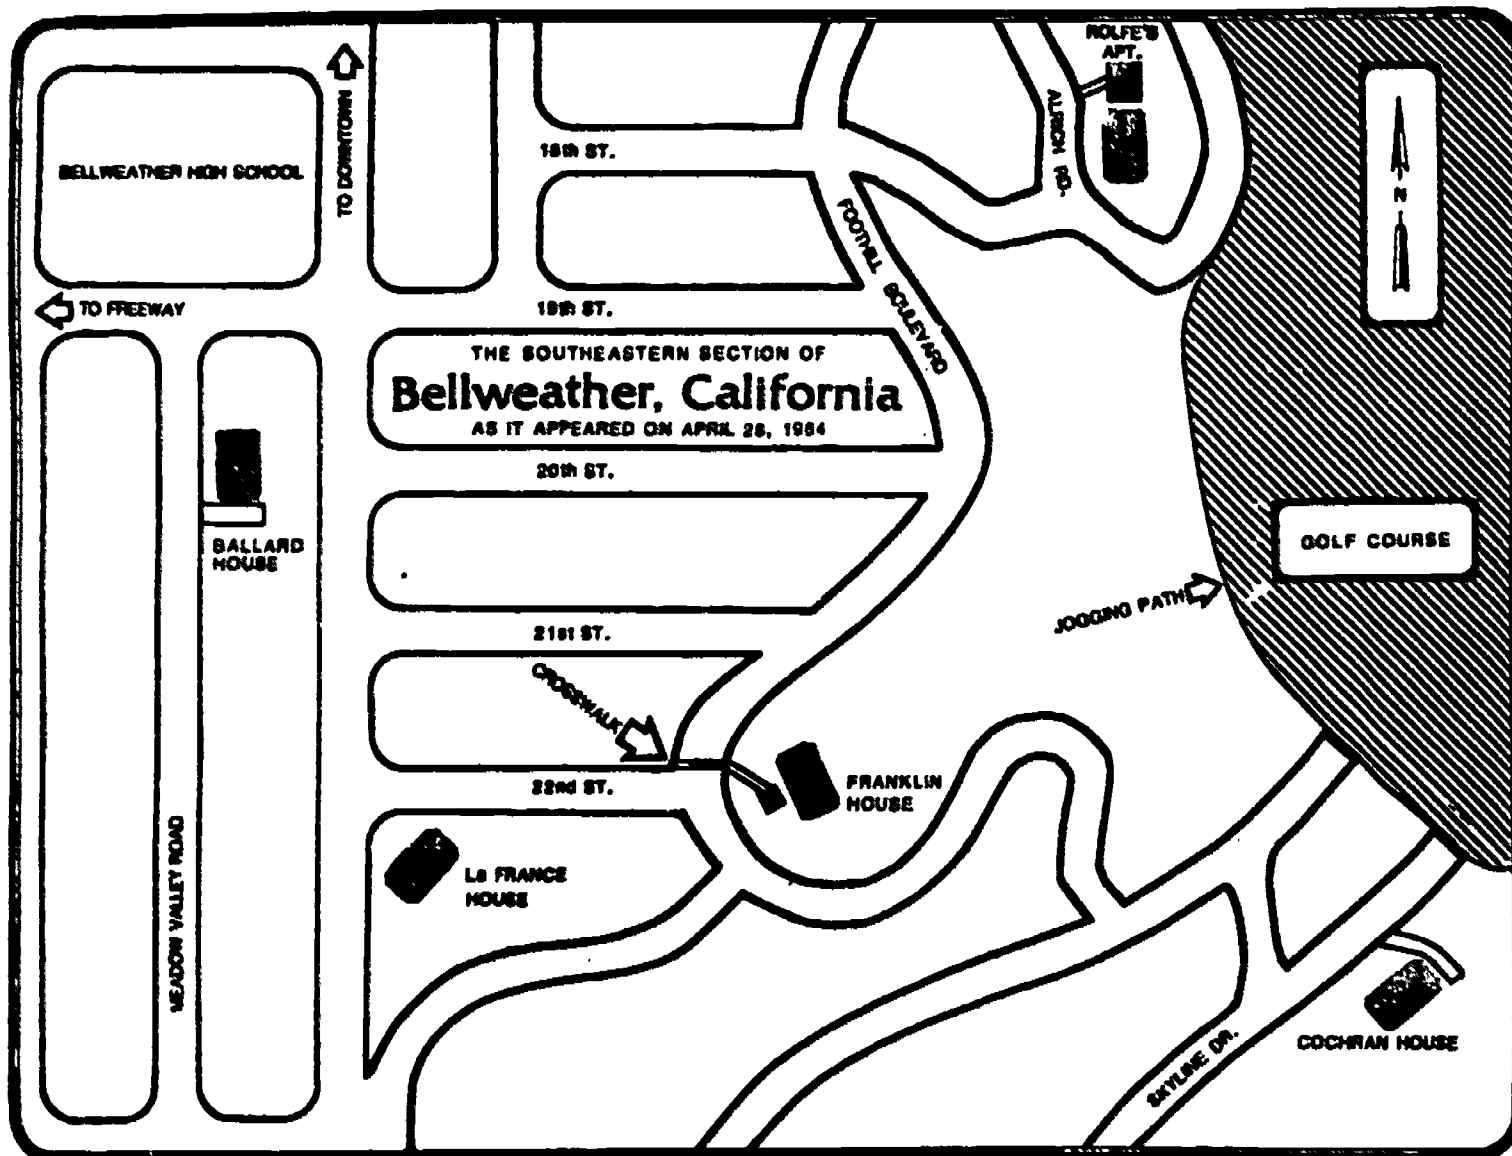 ROLFE'S
APT.
TO DOWNTOWN
BELLWEATHER HIGH SCHOOL
18th ST.
ALRICH RD.
N
FOOTHILL BOULEVARD
TO FREEWAY
19th ST.
THE SOUTHEASTERN SECTION OF
Bellweather, California
AS IT APPEARED ON APRIL 28, 1984
20th ST.
BALLARD
HOUSE
GOLF COURSE
JOGGING PATH
21st ST.
CROSSWALK
22nd ST.
FRANKLIN
HOUSE
La FRANCE
HOUSE
MEADOW VALLEY ROAD
SKYLINE DR.
COCHRAN HOUSE